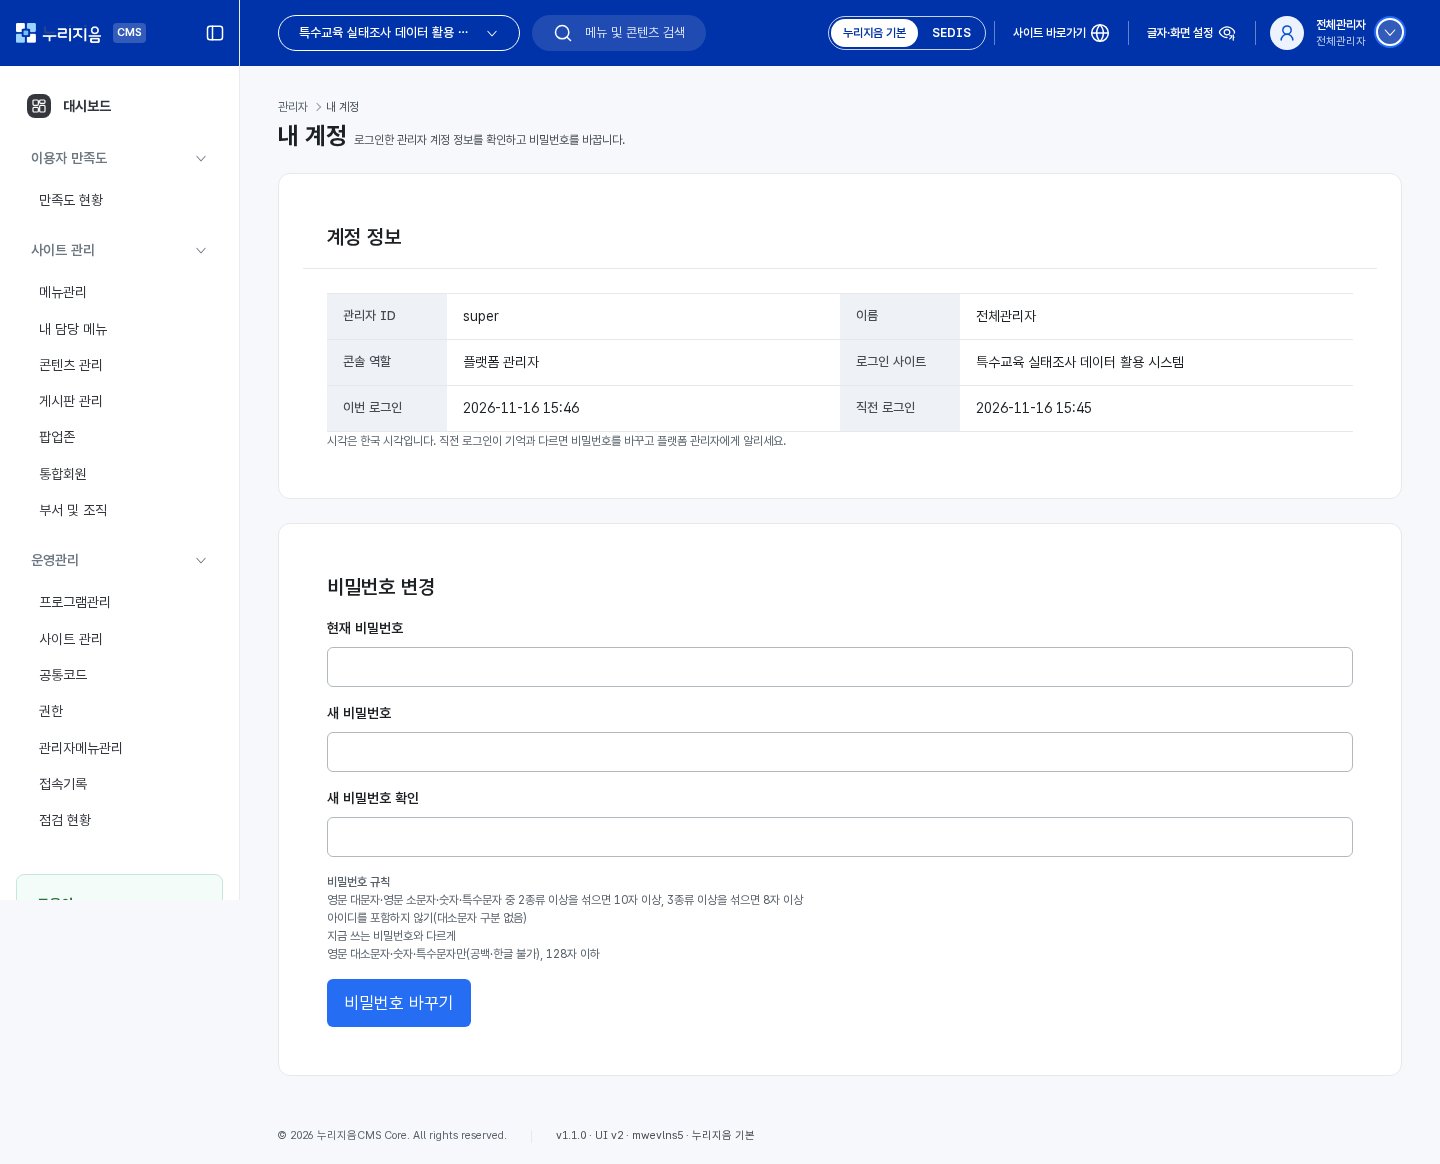 누리지음 CMS
특수교육 실태조사 데이터 활용 ···
메뉴 및 콘텐츠 검색
누리지음 기본
SEDIS
사이트 바로가기
글자·화면 설정
전체관리자
전체관리자
대시보드
이용자 만족도
만족도 현황
사이트 관리
메뉴관리
내 담당 메뉴
콘텐츠 관리
게시판 관리
팝업존
통합회원
부서 및 조직
운영관리
프로그램관리
사이트 관리
공통코드
권한
관리자메뉴관리
접속기록
점검 현황
관리자 > 내 계정
내 계정 로그인한 관리자 계정 정보를 확인하고 비밀번호를 바꿉니다.
계정 정보
관리자 ID super 이름 전체관리자
콘솔 역할 플랫폼 관리자 로그인 사이트 특수교육 실태조사 데이터 활용 시스템
이번 로그인 2026-11-16 15:46 직전 로그인 2026-11-16 15:45
시각은 한국 시각입니다. 직전 로그인이 기억과 다르면 비밀번호를 바꾸고 플랫폼 관리자에게 알리세요.
비밀번호 변경
현재 비밀번호
새 비밀번호
새 비밀번호 확인
비밀번호 규칙
영문 대문자·영문 소문자·숫자·특수문자 중 2종류 이상을 섞으면 10자 이상, 3종류 이상을 섞으면 8자 이상
아이디를 포함하지 않기(대소문자 구분 없음)
지금 쓰는 비밀번호와 다르게
영문 대소문자·숫자·특수문자만(공백·한글 불가), 128자 이하
비밀번호 바꾸기
© 2026 누리지음CMS Core. All rights reserved.
v1.1.0 · UI v2 · mwevlns5 · 누리지음 기본